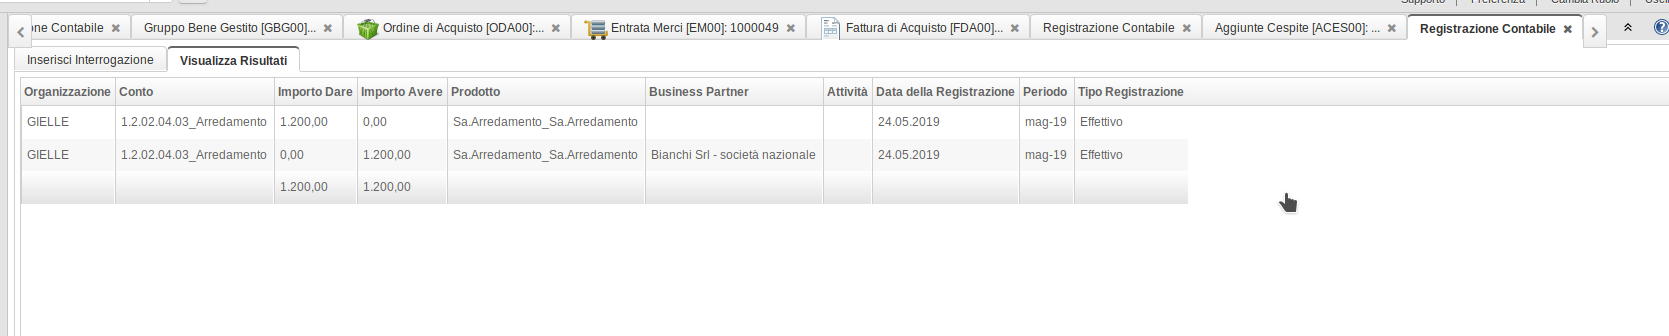 Supporto Preferenza Cambia Ruolo
one Contabile Gruppo Bene Gestito [GBG00]... Ordine di Acquisto [ODA00]:... Entrata Merci [EM00]: 1000049 Fattura di Acquisto [FDA00]... Registrazione Contabile Aggiunte Cespite [ACES00]: ... Registrazione Contabile
Inserisci Interrogazione Visualizza Risultati
Organizzazione Conto Importo Dare Importo Avere Prodotto Business Partner Attività Data della Registrazione Periodo Tipo Registrazione
GIELLE 1.2.02.04.03_Arredamento 1.200,00 0,00 Sa.Arredamento_Sa.Arredamento 24.05.2019 mag-19 Effettivo
GIELLE 1.2.02.04.03_Arredamento 0,00 1.200,00 Sa.Arredamento_Sa.Arredamento Bianchi Srl - società nazionale 24.05.2019 mag-19 Effettivo
1.200,00 1.200,00